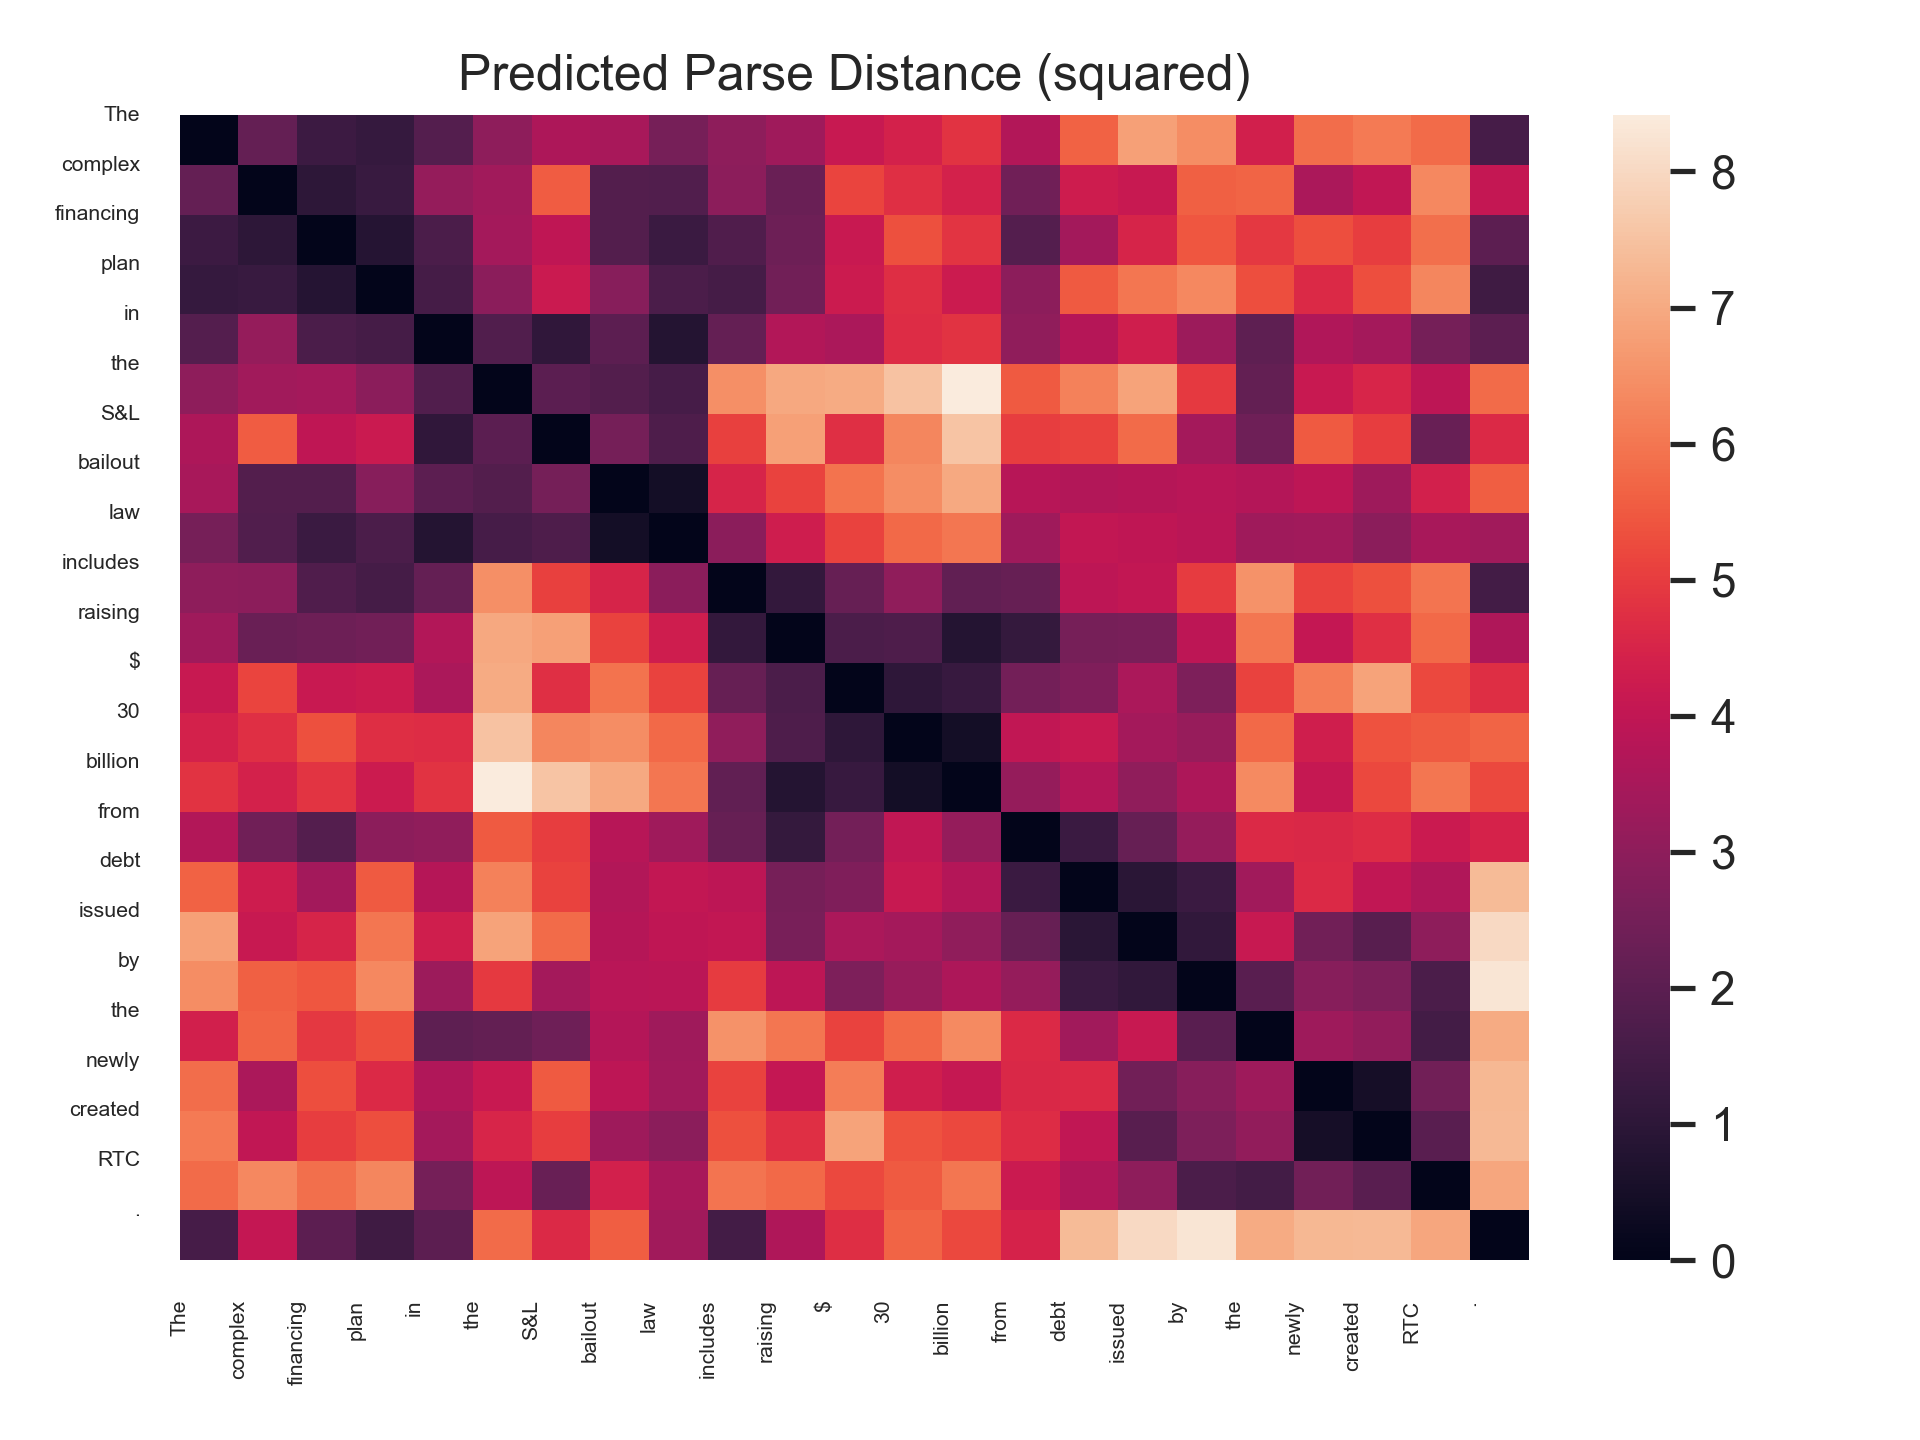 Predicted Parse Distance (squared)
The
complex
financing
plan
in
the
S&L
bailout
law
includes
raising
$
30
billion
from
debt
issued
by
the
newly
created
RTC
.
8
7
6
5
4
3
2
1
0
The
complex
financing
plan
in
the
S&L
bailout
law
includes
raising
$
30
billion
from
debt
issued
by
the
newly
created
RTC
.